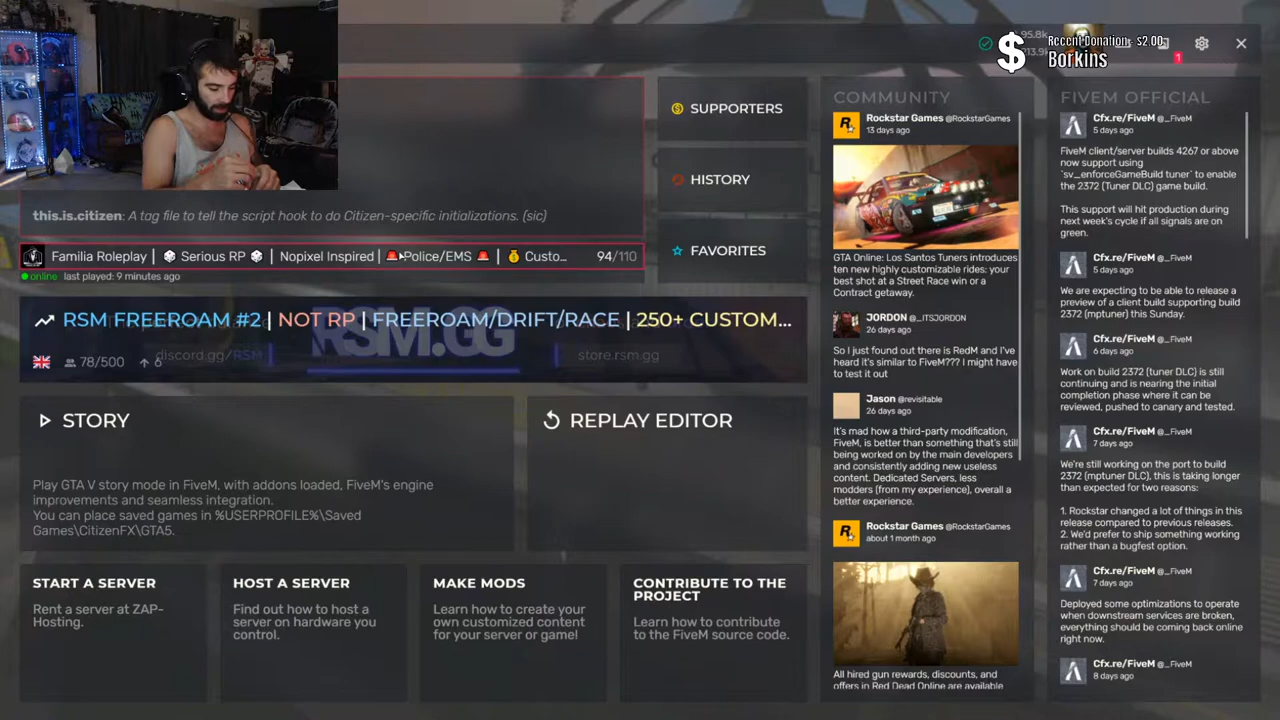 Recent Donation: $2.00
Borkins
95.8k
1
this.is.citizen: A tag file to tell the script hook to do Citizen-specific initializations. (sic)
Familia Roleplay | 🎲 Serious RP 🎲 | Nopixel Inspired | 🚨Police/EMS 🚨 | 💰 Custo... 94/110
online last played: 9 minutes ago
RSM FREEROAM #2 | NOT RP | FREEROAM/DRIFT/RACE | 250+ CUSTOM...
78/500 6
discord.gg/RSM
RSM.GG
store.rsm.gg
STORY
Play GTA V story mode in FiveM, with addons loaded, FiveM's engine
improvements and seamless integration.
You can place saved games in %USERPROFILE%\Saved
Games\CitizenFX\GTA5.
REPLAY EDITOR
START A SERVER
Rent a server at ZAP-
Hosting.
HOST A SERVER
Find out how to host a
server on hardware you
control.
MAKE MODS
Learn how to create your
own customized content
for your server or game!
CONTRIBUTE TO THE
PROJECT
Learn how to contribute
to the FiveM source code.
SUPPORTERS
HISTORY
FAVORITES
COMMUNITY
Rockstar Games @RockstarGames
13 days ago
GTA Online: Los Santos Tuners introduces
ten new highly customizable rides: your
best shot at a Street Race win or a
Contract getaway.
JORDON @_ITSJORDON
26 days ago
So I just found out there is RedM and I've
heard it's similar to FiveM??? I might have
to test it out
Jason @revisitable
26 days ago
It's mad how a third-party modification,
FiveM, is better than something that's still
being worked on by the main developers
and consistently adding new useless
content. Dedicated Servers, less
modders (from my experience), overall a
better experience.
Rockstar Games @RockstarGames
about 1 month ago
All hired gun rewards, discounts, and
offers in Red Dead Online are available
FIVEM OFFICIAL
Cfx.re/FiveM @_FiveM
5 days ago
FiveM client/server builds 4267 or above
now support using
`sv_enforceGameBuild tuner` to enable
the 2372 (Tuner DLC) game build.
This support will hit production during
next week's cycle if all signals are on
green.
Cfx.re/FiveM @_FiveM
5 days ago
We are expecting to be able to release a
preview of a client build supporting build
2372 (mptuner) this Sunday.
Cfx.re/FiveM @_FiveM
6 days ago
Work on build 2372 (tuner DLC) is still
continuing and is nearing the initial
completion phase where it can be
reviewed, pushed to canary and tested.
Cfx.re/FiveM @_FiveM
7 days ago
We're still working on the port to build
2372 (mptuner DLC), this is taking longer
than expected for two reasons:
1. Rockstar changed a lot of things in this
release compared to previous releases.
2. We'd prefer to ship something working
rather than a bugfest option.
Cfx.re/FiveM @_FiveM
7 days ago
Deployed some optimizations to operate
when downstream services are broken,
everything should be coming back online
right now.
Cfx.re/FiveM @_FiveM
8 days ago